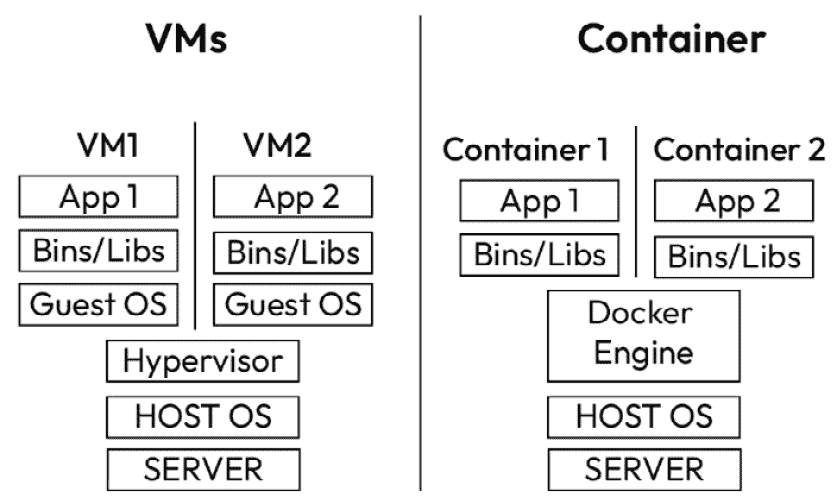 VMs
VM1
VM2
App 1
App 2
Bins/Libs
Bins/Libs
Guest OS
Guest OS
Hypervisor
HOST OS
SERVER
Container
Container 1
Container 2
App 1
App 2
Bins/Libs
Bins/Libs
Docker
Engine
HOST OS
SERVER